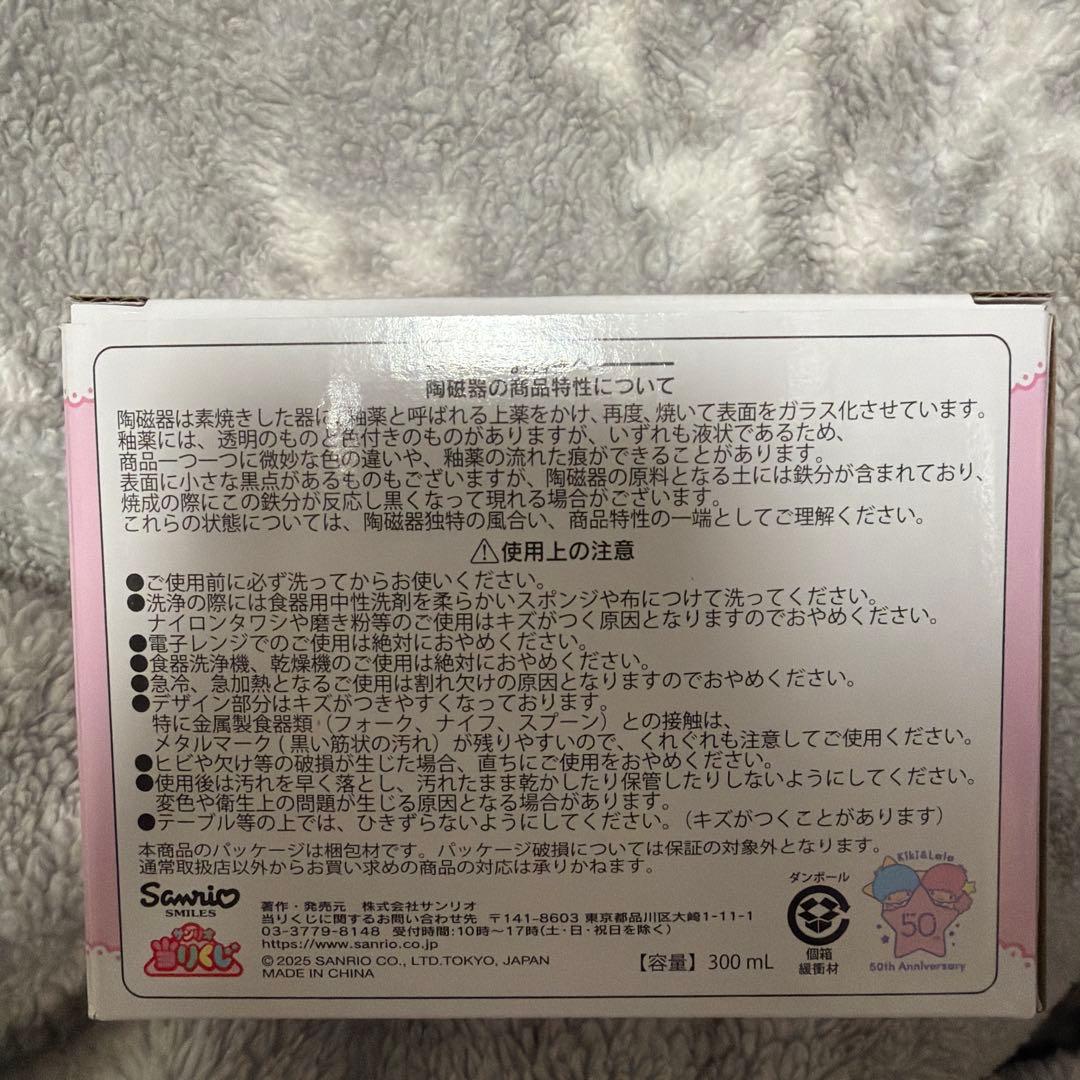 陶磁器の商品特性について
陶磁器は素焼きした器に、釉薬と呼ばれる上薬をかけ、再度、焼いて表面をガラス化させています。
釉薬には、透明のものと色付きのものがありますが、いずれも液状であるため、
商品一つ一つに微妙な色の違いや、釉薬の流れた痕ができることがあります。
表面に小さな黒点があるものもございますが、陶磁器の原料となる土には鉄分が含まれており、
焼成の際にこの鉄分が反応し黒くなって現れる場合がございます。
これらの状態については、陶磁器独特の風合い、商品特性の一端としてご理解ください。
⚠使用上の注意
●ご使用前に必ず洗ってからお使いください。
●洗浄の際には食器用中性洗剤を柔らかいスポンジや布につけて洗ってください。
ナイロンタワシや磨き粉等のご使用はキズがつく原因となりますのでおやめください。
●電子レンジでのご使用は絶対におやめください。
●食器洗浄機、乾燥機のご使用は絶対におやめください。
●急冷、急加熱となるご使用は割れ欠けの原因となりますのでおやめください。
●デザイン部分はキズがつきやすくなっております。
特に金属製食器類(フォーク、ナイフ、スプーン)との接触は、
メタルマーク(黒い筋状の汚れ)が残りやすいので、くれぐれも注意してご使用ください。
●ヒビや欠け等の破損が生じた場合、直ちにご使用をおやめください。
●使用後は汚れを早く落とし、汚れたまま乾かしたり保管したりしないようにしてください。
変色や衛生上の問題が生じる原因となる場合があります。
●テーブル等の上では、ひきずらないようにしてください。(キズがつくことがあります)
本商品のパッケージは梱包材です。パッケージ破損については保証の対象外となります。
通常取扱店以外からお買い求めの商品の対応は承りかねます。
Sanrio
SMILES
サンリオ
当りくじ
著作・発売元 株式会社サンリオ
当りくじに関するお問い合わせ先 〒141-8603 東京都品川区大崎1-11-1
03-3779-8148 受付時間:10時～17時(土・日・祝日を除く)
https://www.sanrio.co.jp
©2025 SANRIO CO., LTD.TOKYO, JAPAN
MADE IN CHINA
【容量】300 mL
ダンボール
個箱
緩衝材
Kiki&Lala
50th
50th Anniversary